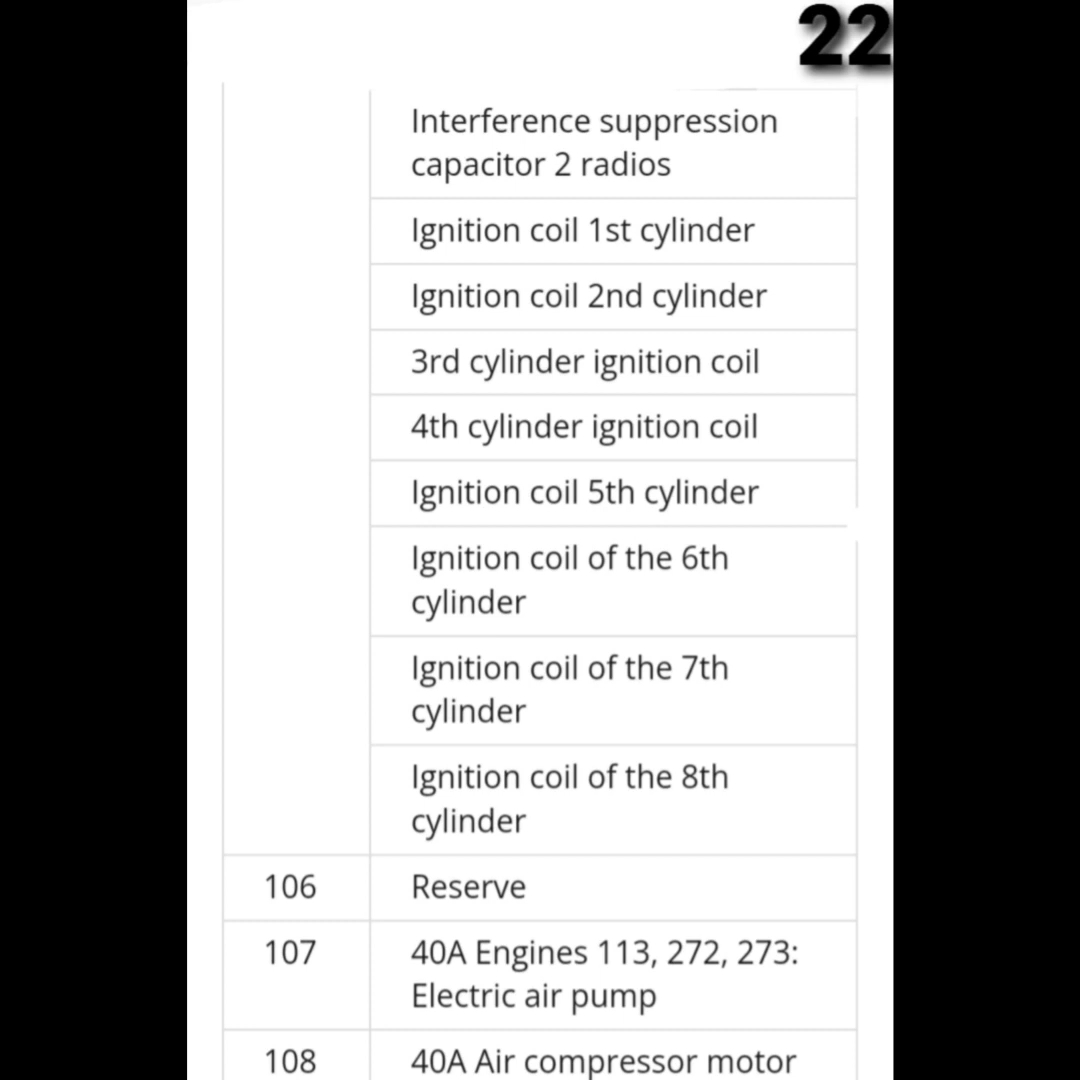 22
Interference suppression
capacitor 2 radios
Ignition coil 1st cylinder
Ignition coil 2nd cylinder
3rd cylinder ignition coil
4th cylinder ignition coil
Ignition coil 5th cylinder
Ignition coil of the 6th
cylinder
Ignition coil of the 7th
cylinder
Ignition coil of the 8th
cylinder
106 Reserve
107 40A Engines 113, 272, 273:
Electric air pump
108 40A Air compressor motor